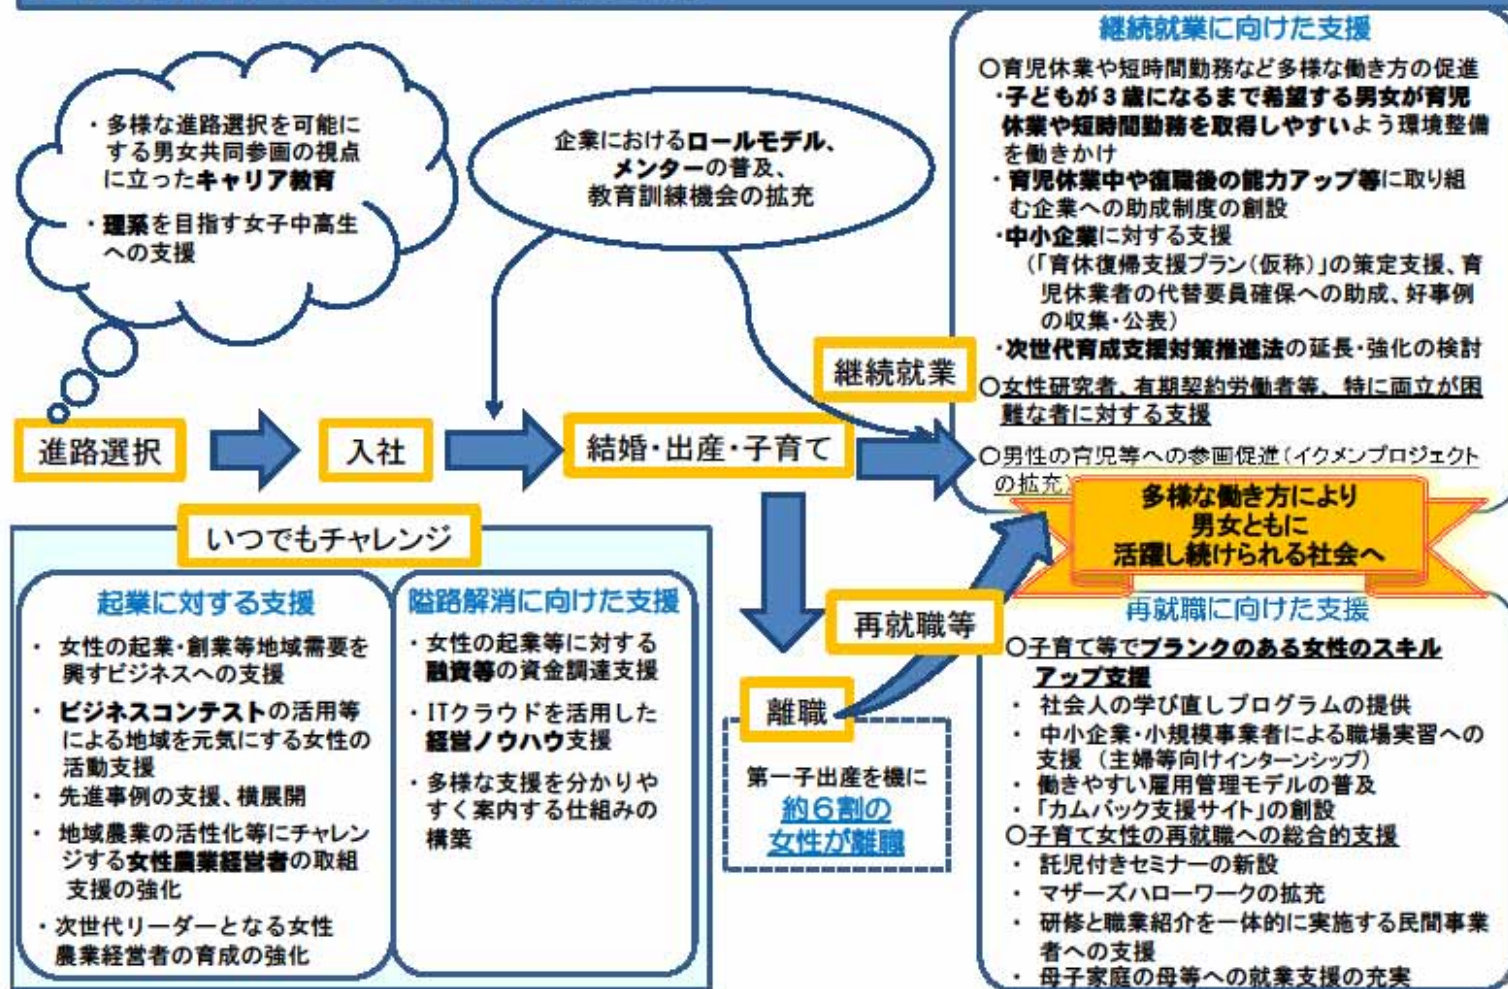 ・多様な進路選択を可能に
する男女共同参画の視点
に立ったキャリア教育
・理系を目指す女子中高生
への支援
企業におけるロールモデル、
メンターの普及、
教育訓練機会の拡充
継続就業に向けた支援
○育児休業や短時間勤務など多様な働き方の促進
・子どもが3歳になるまで希望する男女が育児
休業や短時間勤務を取得しやすいよう環境整備
を働きかけ
・育児休業中や復職後の能力アップ等に取り組
む企業への助成制度の創設
・中小企業に対する支援
(「育休復帰支援プラン(仮称)」の策定支援、育
児休業者の代替要員確保への助成、好事例
の収集・公表)
・次世代育成支援対策推進法の延長・強化の検討
○女性研究者、有期契約労働者等、特に両立が困
難な者に対する支援
○男性の育児等への参画促進(イクメンプロジェクト
の拡充)
継続就業
進路選択
入社
結婚・出産・子育て
多様な働き方により
男女ともに
活躍し続けられる社会へ
いつでもチャレンジ
起業に対する支援
・ 女性の起業・創業等地域需要を
興すビジネスへの支援
・ ビジネスコンテストの活用等
による地域を元気にする女性の
活動支援
・ 先進事例の支援、横展開
・ 地域農業の活性化等にチャレン
ジする女性農業経営者の取組
支援の強化
・次世代リーダーとなる女性
農業経営者の育成の強化
隘路解消に向けた支援
・女性の起業等に対する
融資等の資金調達支援
・ITクラウドを活用した
経営ノウハウ支援
・多様な支援を分かりや
すく案内する仕組みの
構築
再就職等
離職
第一子出産を機に
約6割の
女性が離職
再就職に向けた支援
○子育て等でブランクのある女性のスキル
アップ支援
・ 社会人の学び直しプログラムの提供
・ 中小企業・小規模事業者による職場実習への
支援 (主婦等向けインターンシップ)
・ 働きやすい雇用管理モデルの普及
・ 「カムバック支援サイト」の創設
○子育て女性の再就職への総合的支援
・ 託児付きセミナーの新設
・ マザーズハローワークの拡充
・ 研修と職業紹介を一体的に実施する民間事業
者への支援
・ 母子家庭の母等への就業支援の充実